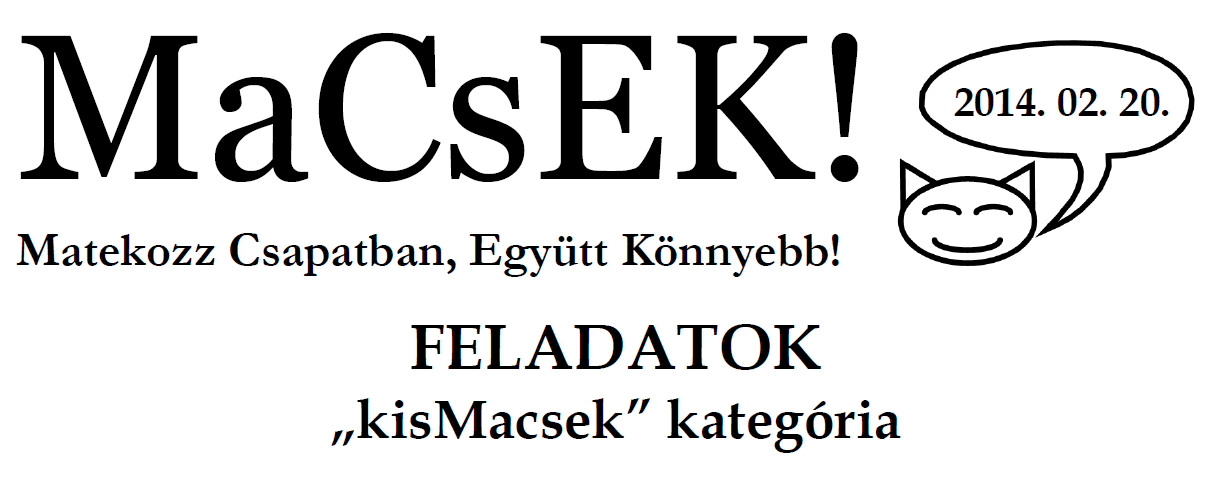 MaCsEK!
2014. 02. 20.
Matekozz Csapatban, Együtt Könnyebb!
FELADATOK
„kisMacsek” kategória